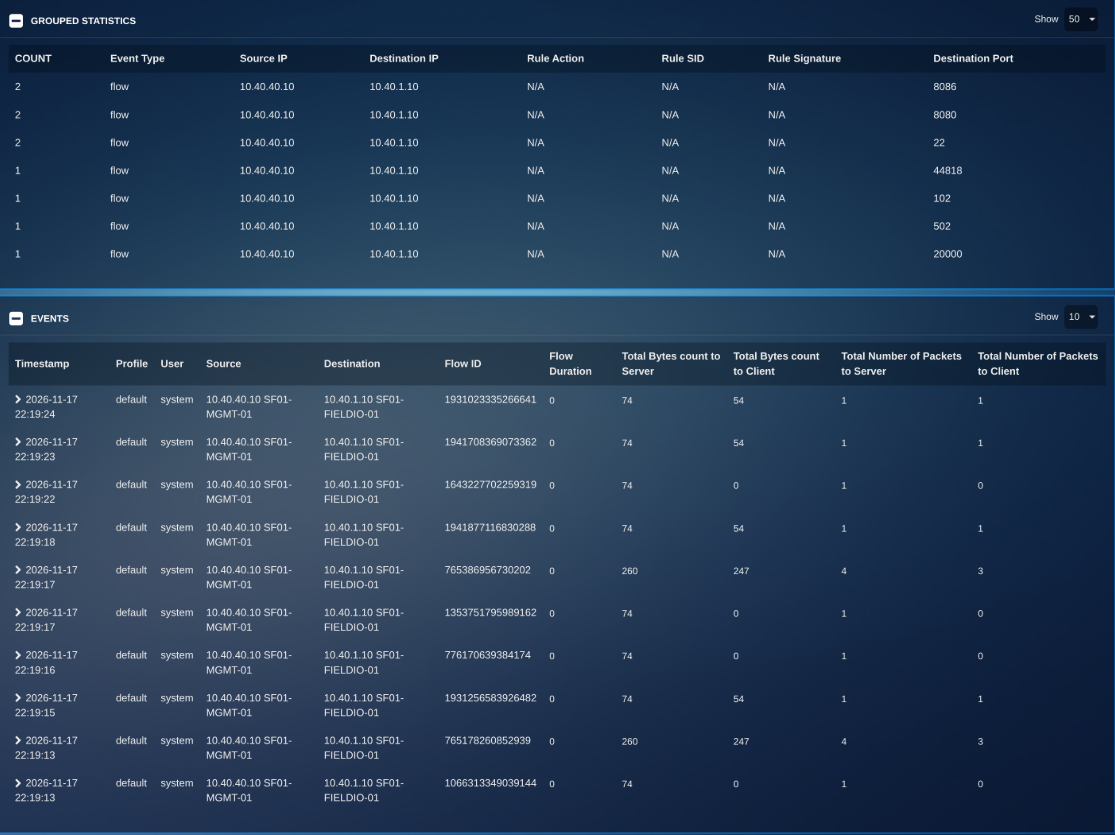 GROUPED STATISTICS
Show 50
COUNT Event Type Source IP Destination IP Rule Action Rule SID Rule Signature Destination Port
2 flow 10.40.40.10 10.40.1.10 N/A N/A N/A 8086
2 flow 10.40.40.10 10.40.1.10 N/A N/A N/A 8080
2 flow 10.40.40.10 10.40.1.10 N/A N/A N/A 22
1 flow 10.40.40.10 10.40.1.10 N/A N/A N/A 44818
1 flow 10.40.40.10 10.40.1.10 N/A N/A N/A 102
1 flow 10.40.40.10 10.40.1.10 N/A N/A N/A 502
1 flow 10.40.40.10 10.40.1.10 N/A N/A N/A 20000
EVENTS
Show 10
Timestamp Profile User Source Destination Flow ID Flow Duration Total Bytes count to Server Total Bytes count to Client Total Number of Packets to Server Total Number of Packets to Client
2026-11-17 default system 10.40.40.10 SF01- 10.40.1.10 SF01- 1931023335266641 0 74 54 1 1
22:19:24 MGMT-01 FIELDIO-01
2026-11-17 default system 10.40.40.10 SF01- 10.40.1.10 SF01- 1941708369073362 0 74 54 1 1
22:19:23 MGMT-01 FIELDIO-01
2026-11-17 default system 10.40.40.10 SF01- 10.40.1.10 SF01- 1643227702259319 0 74 0 1 0
22:19:22 MGMT-01 FIELDIO-01
2026-11-17 default system 10.40.40.10 SF01- 10.40.1.10 SF01- 1941877116830288 0 74 54 1 1
22:19:18 MGMT-01 FIELDIO-01
2026-11-17 default system 10.40.40.10 SF01- 10.40.1.10 SF01- 765386956730202 0 260 247 4 3
22:19:17 MGMT-01 FIELDIO-01
2026-11-17 default system 10.40.40.10 SF01- 10.40.1.10 SF01- 1353751795989162 0 74 0 1 0
22:19:17 MGMT-01 FIELDIO-01
2026-11-17 default system 10.40.40.10 SF01- 10.40.1.10 SF01- 776170639384174 0 74 0 1 0
22:19:16 MGMT-01 FIELDIO-01
2026-11-17 default system 10.40.40.10 SF01- 10.40.1.10 SF01- 1931256583926482 0 74 54 1 1
22:19:15 MGMT-01 FIELDIO-01
2026-11-17 default system 10.40.40.10 SF01- 10.40.1.10 SF01- 765178260852939 0 260 247 4 3
22:19:13 MGMT-01 FIELDIO-01
2026-11-17 default system 10.40.40.10 SF01- 10.40.1.10 SF01- 1066313349039144 0 74 0 1 0
22:19:13 MGMT-01 FIELDIO-01